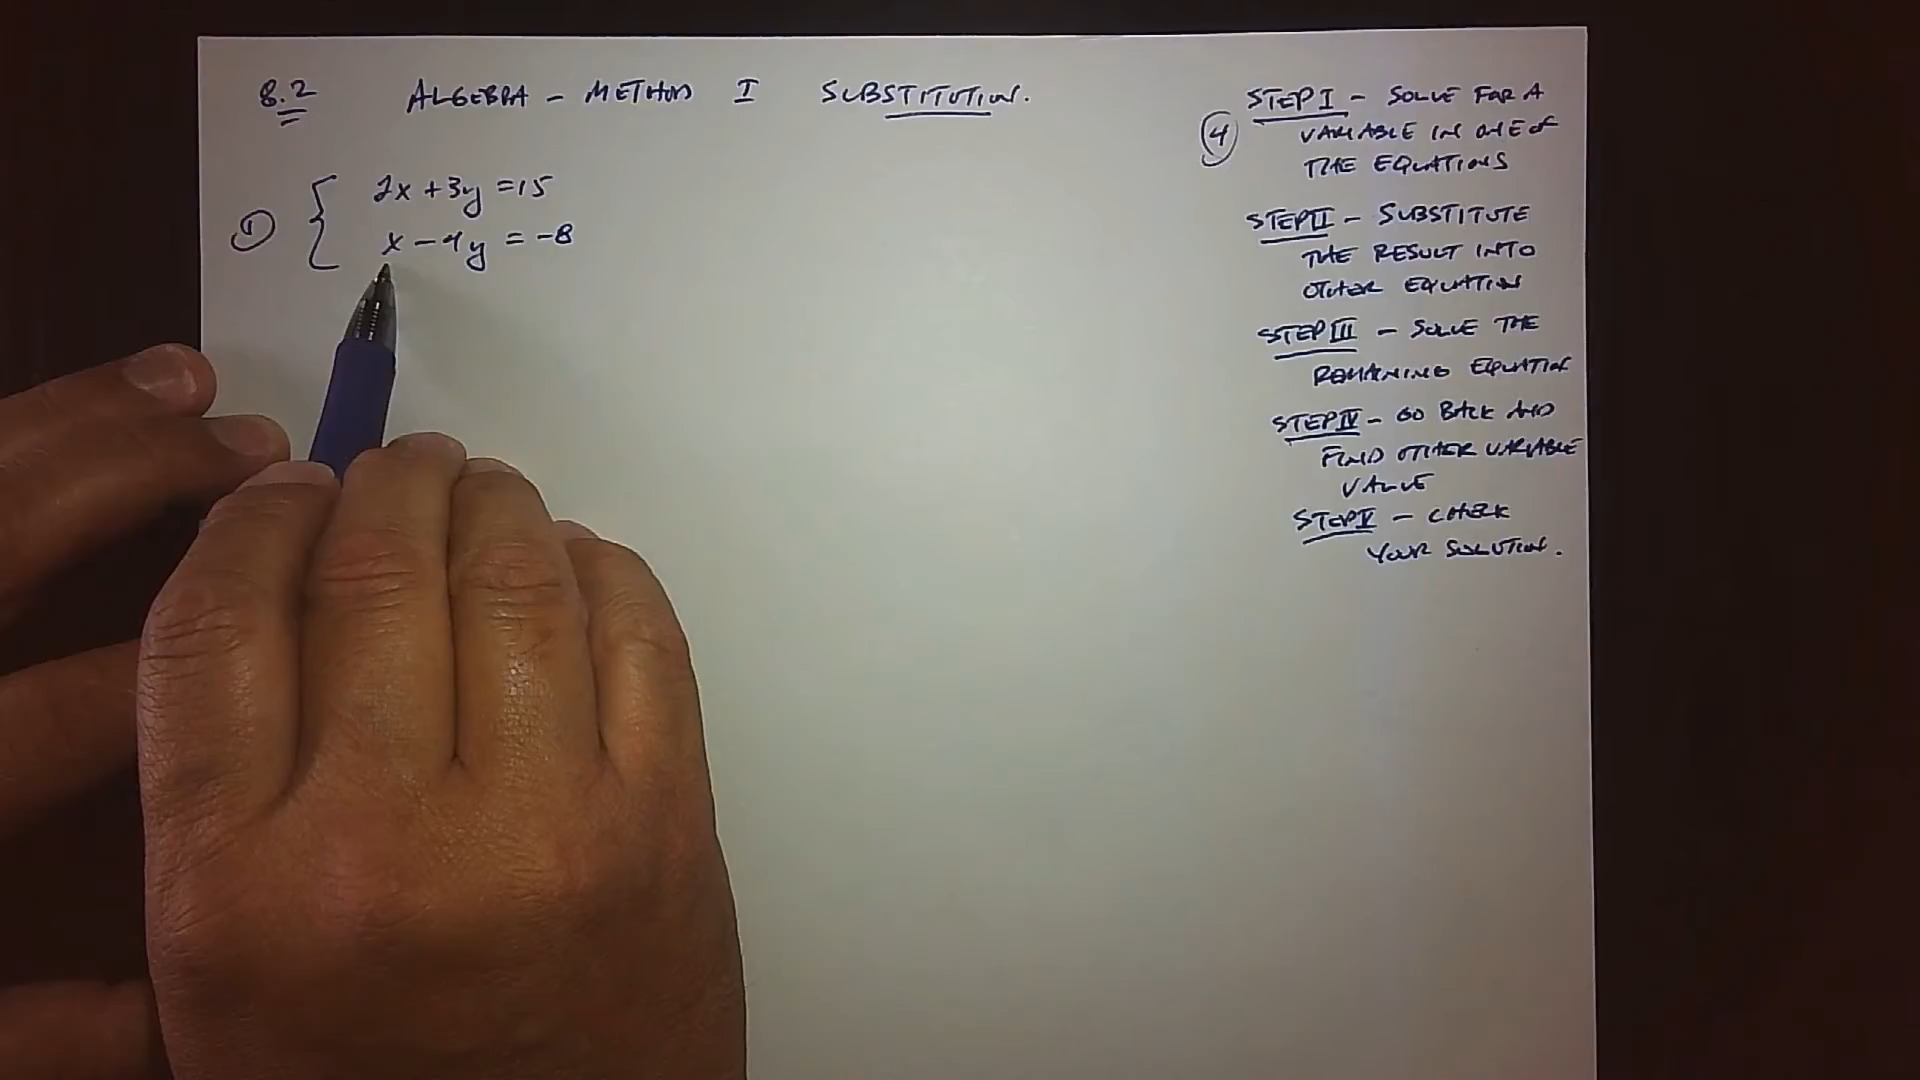 8.2 ALGEBRA - METHOD I SUBSTITUTION.
① { 2x + 3y = 15
x - 4y = -8
④ STEP I - SOLVE FOR A
VARIABLE IN ONE OF
THE EQUATIONS
STEP II - SUBSTITUTE
THE RESULT INTO
OTHER EQUATION
STEP III - SOLVE THE
REMAINING EQUATION
STEP IV - GO BACK AND
FIND OTHER VARIABLE
VALUE
STEP V - CHECK
YOUR SOLUTION.